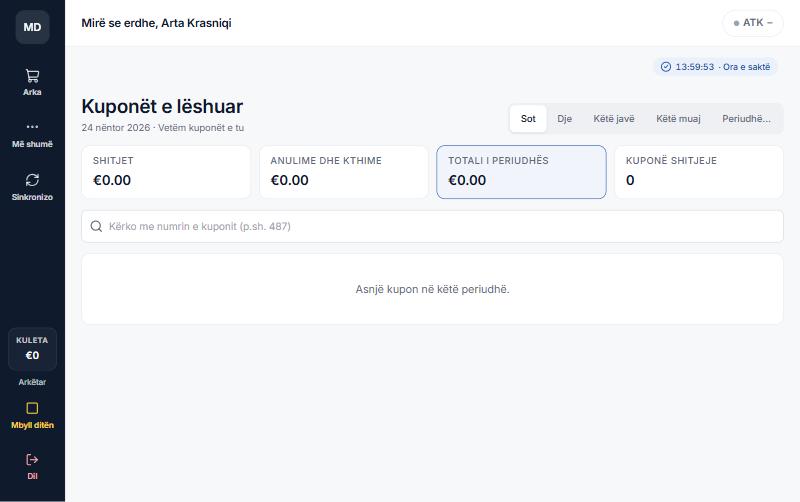 MD
Arka
Më shumë
Sinkronizo
KULETA
€0
Arkëtar
Mbyll ditën
Dil
Mirë se erdhe, Arta Krasniqi
ATK –
13:59:53 · Ora e saktë
Kuponët e lëshuar
24 nëntor 2026 · Vetëm kuponët e tu
Sot Dje Këtë javë Këtë muaj Periudhë...
SHITJET
€0.00
ANULIME DHE KTHIME
€0.00
TOTALI I PERIUDHËS
€0.00
KUPONË SHITJEJE
0
Kërko me numrin e kuponit (p.sh. 487)
Asnjë kupon në këtë periudhë.